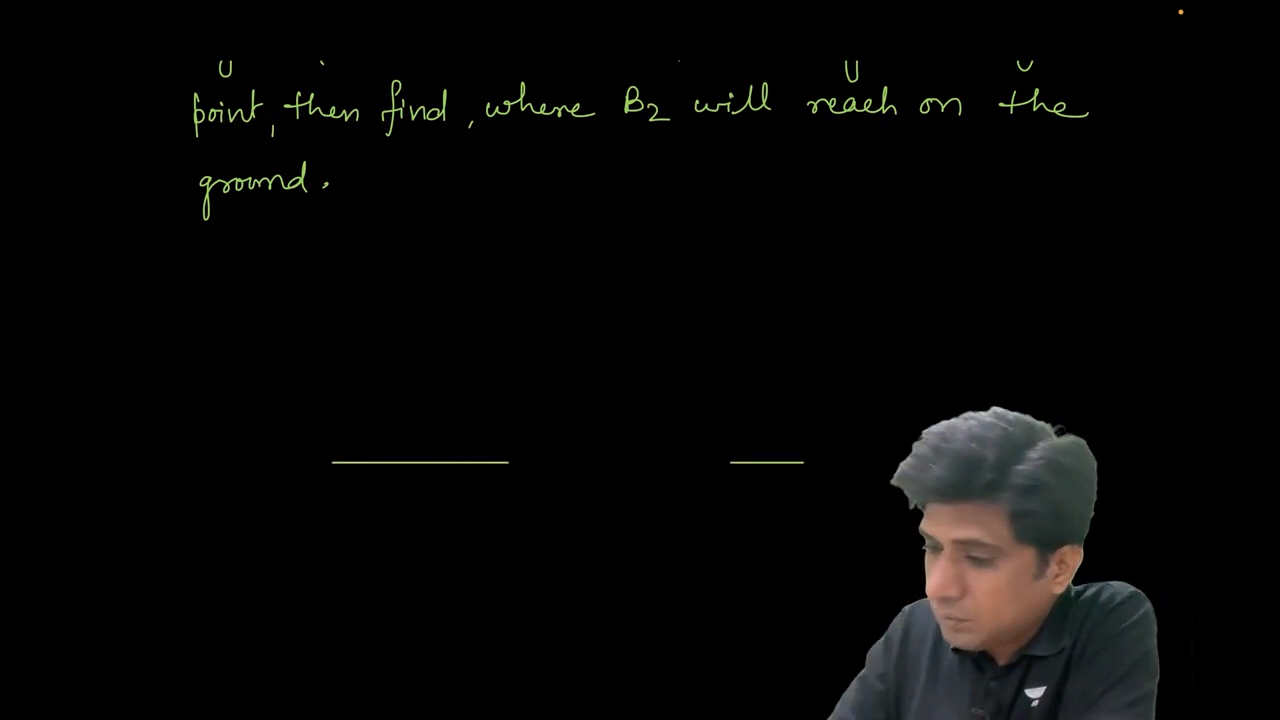 point, then find, where B2 will reach on the
ground.